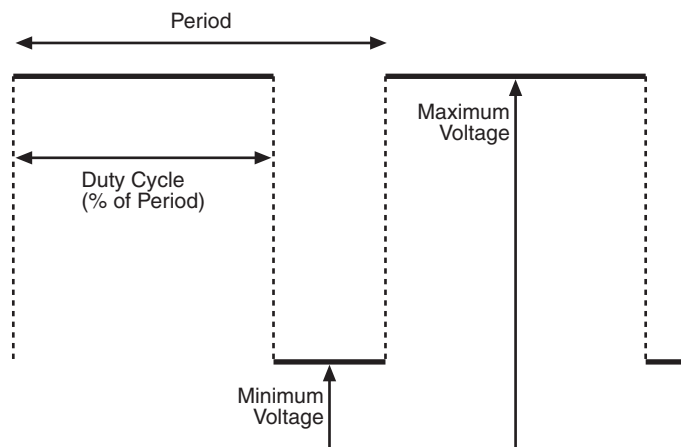 Period
Maximum
Voltage
Duty Cycle
(% of Period)
Minimum
Voltage